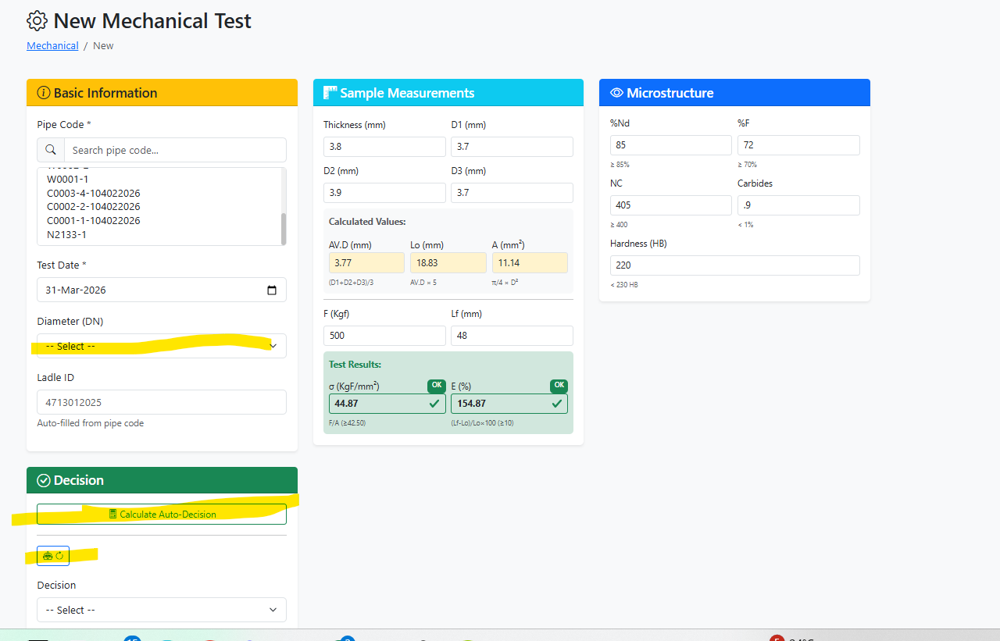 New Mechanical Test
Mechanical / New
Basic Information
Pipe Code *
Search pipe code...
W0001-1
C0003-4-104022026
C0002-2-104022026
C0001-1-104022026
N2133-1
Test Date *
31-Mar-2026
Diameter (DN)
-- Select --
Ladle ID
4713012025
Auto-filled from pipe code
Decision
Calculate Auto-Decision
Decision
-- Select --
Sample Measurements
Thickness (mm) D1 (mm)
3.8 3.7
D2 (mm) D3 (mm)
3.9 3.7
Calculated Values:
AV.D (mm) Lo (mm) A (mm²)
3.77 18.83 11.14
(D1+D2+D3)/3 AV.D × 5 π/4 × D²
F (Kgf) Lf (mm)
500 48
Test Results:
σ (KgF/mm²) OK E (%) OK
44.87 154.87
F/A (≥42.50) (Lf-Lo)/Lo×100 (≥10)
Microstructure
%Nd %F
85 72
≥ 85% ≥ 70%
NC Carbides
405 .9
≥ 400 < 1%
Hardness (HB)
220
< 230 HB